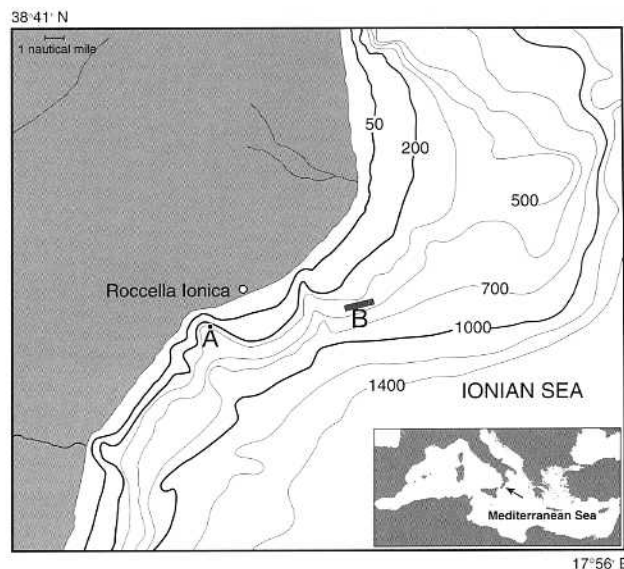 38°41' N
1 nautical mile
50
200
500
Roccella Ionica
700
A
B
1000
1400
IONIAN SEA
Mediterranean Sea
17°56' E